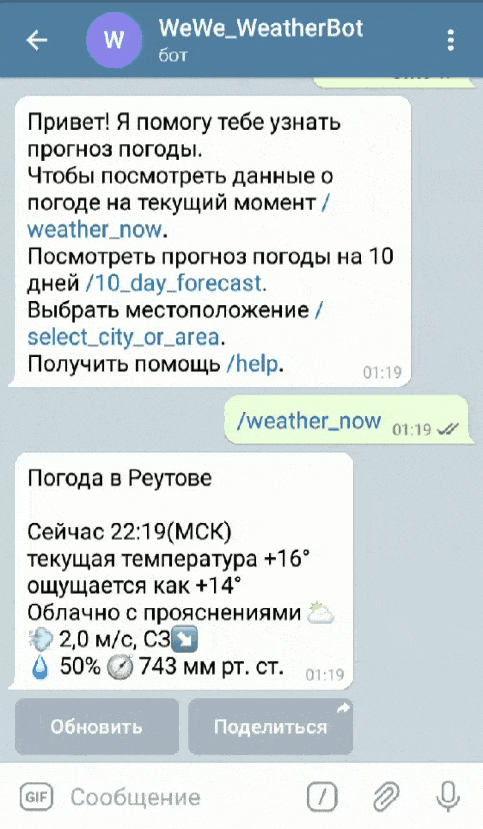 WeWe_WeatherBot
бот
Привет! Я помогу тебе узнать
прогноз погоды.
Чтобы посмотреть данные о
погоде на текущий момент /
weather_now.
Посмотреть прогноз погоды на 10
дней /10_day_forecast.
Выбрать местоположение /
select_city_or_area.
Получить помощь /help.
01:19
/weather_now 01:19
Погода в Реутове
Сейчас 22:19(МСК)
текущая температура +16°
ощущается как +14°
Облачно с прояснениями
2,0 м/с, СЗ
50% 743 мм рт. ст. 01:19
Обновить Поделиться
GIF Сообщение